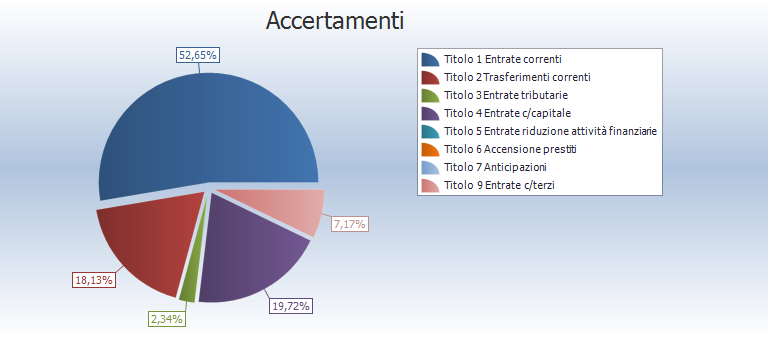 Accertamenti
52,65%
Titolo 1 Entrate correnti
Titolo 2 Trasferimenti correnti
Titolo 3 Entrate tributarie
Titolo 4 Entrate c/capitale
Titolo 5 Entrate riduzione attività finanziarie
Titolo 6 Accensione prestiti
Titolo 7 Anticipazioni
Titolo 9 Entrate c/terzi
7,17%
18,13%
19,72%
2,34%